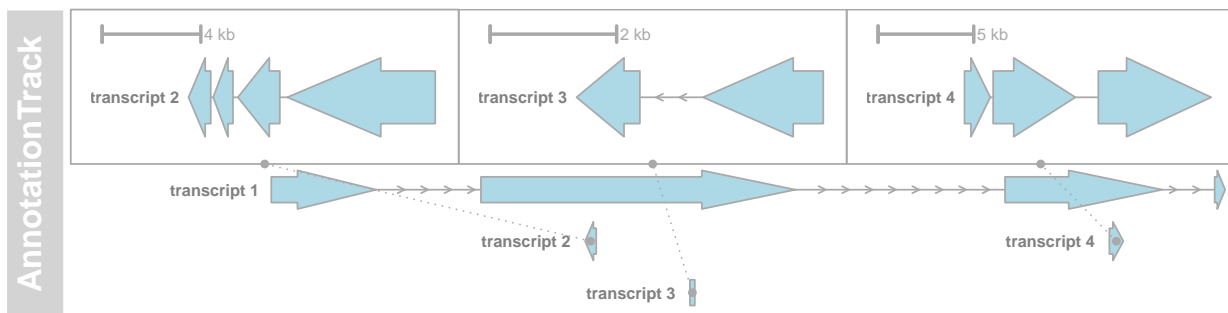 AnnotationTrack
4 kb
2 kb
5 kb
transcript 2
transcript 3
transcript 4
transcript 1
transcript 2
transcript 4
transcript 3